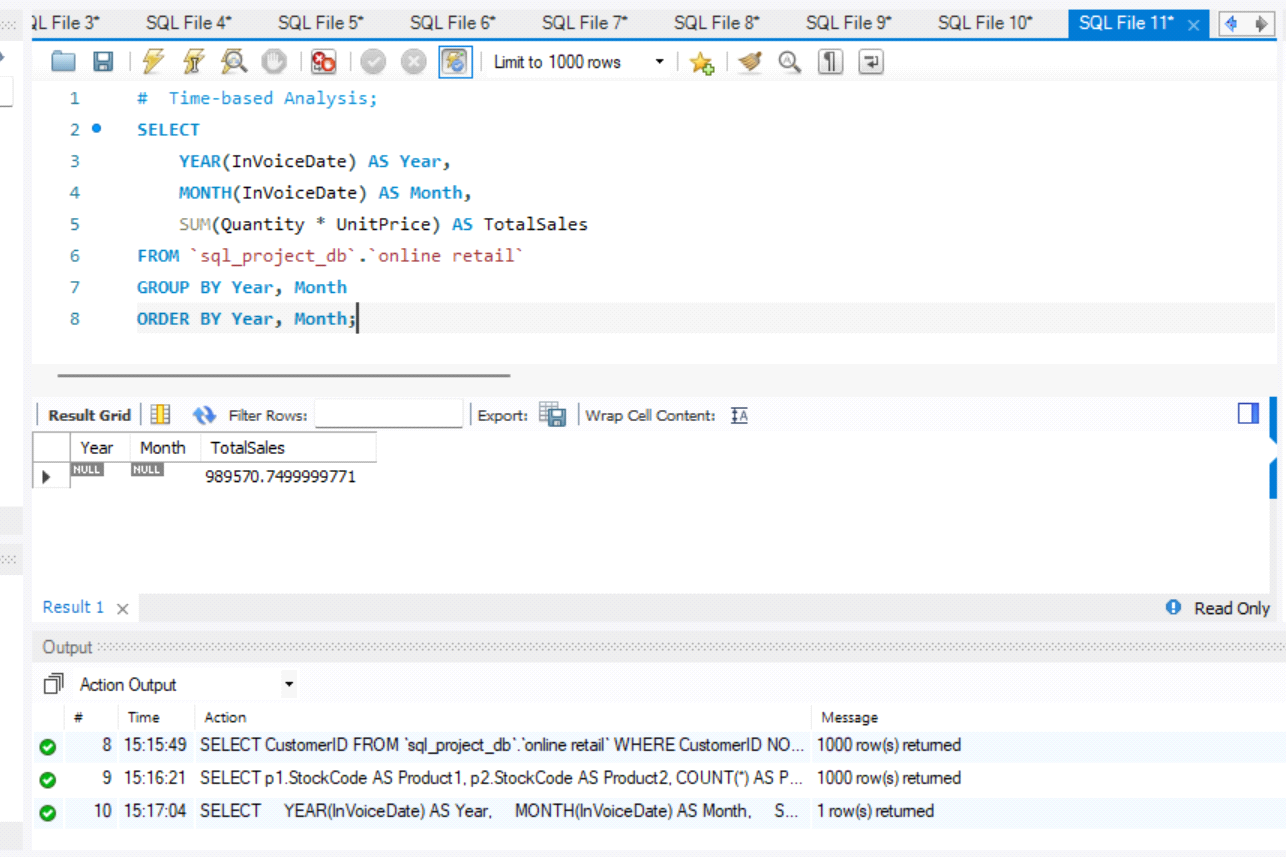 QL File 3* SQL File 4* SQL File 5* SQL File 6* SQL File 7* SQL File 8* SQL File 9* SQL File 10* SQL File 11*
Limit to 1000 rows
1 # Time-based Analysis;
2 SELECT
3 YEAR(InVoiceDate) AS Year,
4 MONTH(InVoiceDate) AS Month,
5 SUM(Quantity * UnitPrice) AS TotalSales
6 FROM `sql_project_db`.`online retail`
7 GROUP BY Year, Month
8 ORDER BY Year, Month;
Result Grid Filter Rows: Export: Wrap Cell Content: IA
Year Month TotalSales
NULL NULL 989570.7499999771
Result 1 Read Only
Output
Action Output
# Time Action Message
8 15:15:49 SELECT CustomerID FROM `sql_project_db`.`online retail` WHERE CustomerID NO... 1000 row(s) returned
9 15:16:21 SELECT p1.StockCode AS Product1, p2.StockCode AS Product2, COUNT(*) AS P... 1000 row(s) returned
10 15:17:04 SELECT YEAR(InVoiceDate) AS Year, MONTH(InVoiceDate) AS Month, S... 1 row(s) returned